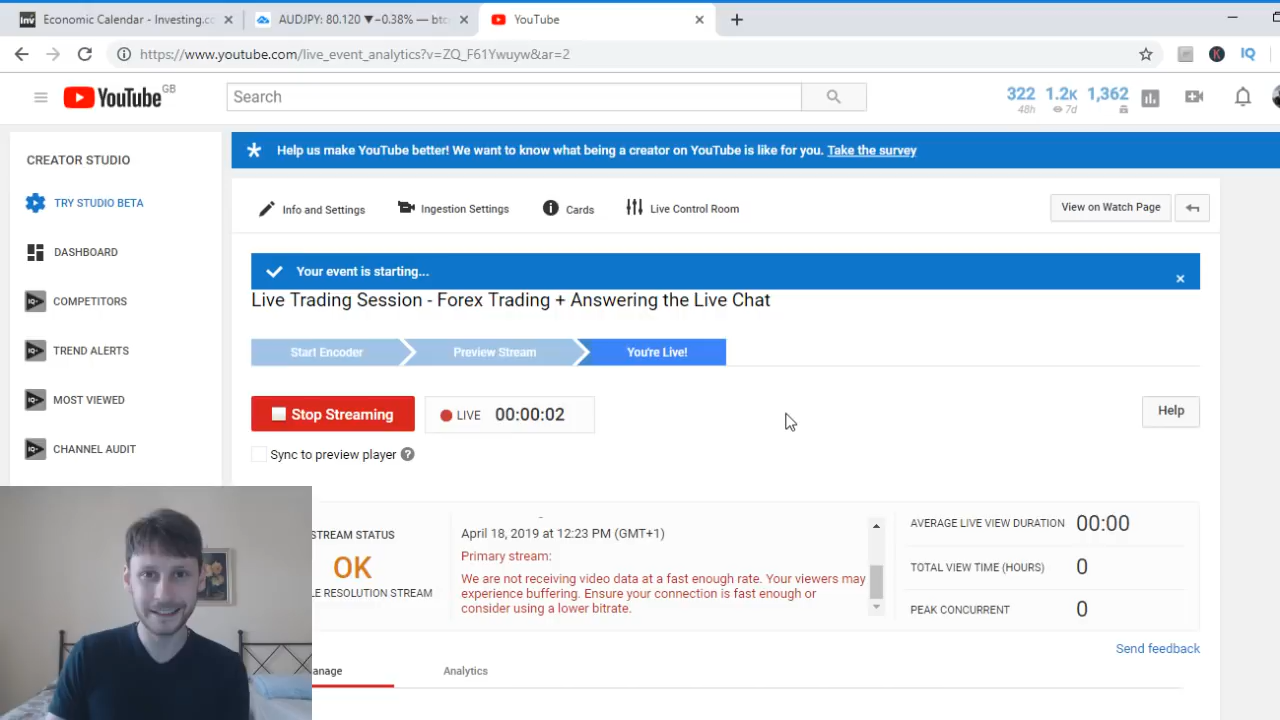 Economic Calendar - Investing.co
AUDJPY: 80.120 ▼−0.38% — btc
YouTube
https://www.youtube.com/live_event_analytics?v=ZQ_F61Ywuyw&ar=2
YouTube GB
Search
322 1.2K 1,362
48h 7d
CREATOR STUDIO
Help us make YouTube better! We want to know what being a creator on YouTube is like for you. Take the survey
TRY STUDIO BETA
Info and Settings
Ingestion Settings
Cards
Live Control Room
View on Watch Page
DASHBOARD
Your event is starting...
COMPETITORS
Live Trading Session - Forex Trading + Answering the Live Chat
TREND ALERTS
Start Encoder
Preview Stream
You're Live!
MOST VIEWED
Stop Streaming
LIVE 00:00:02
Help
CHANNEL AUDIT
Sync to preview player ?
STREAM STATUS
OK
LE RESOLUTION STREAM
April 18, 2019 at 12:23 PM (GMT+1)
Primary stream:
We are not receiving video data at a fast enough rate. Your viewers may
experience buffering. Ensure your connection is fast enough or
consider using a lower bitrate.
AVERAGE LIVE VIEW DURATION 00:00
TOTAL VIEW TIME (HOURS) 0
PEAK CONCURRENT 0
Send feedback
anage
Analytics